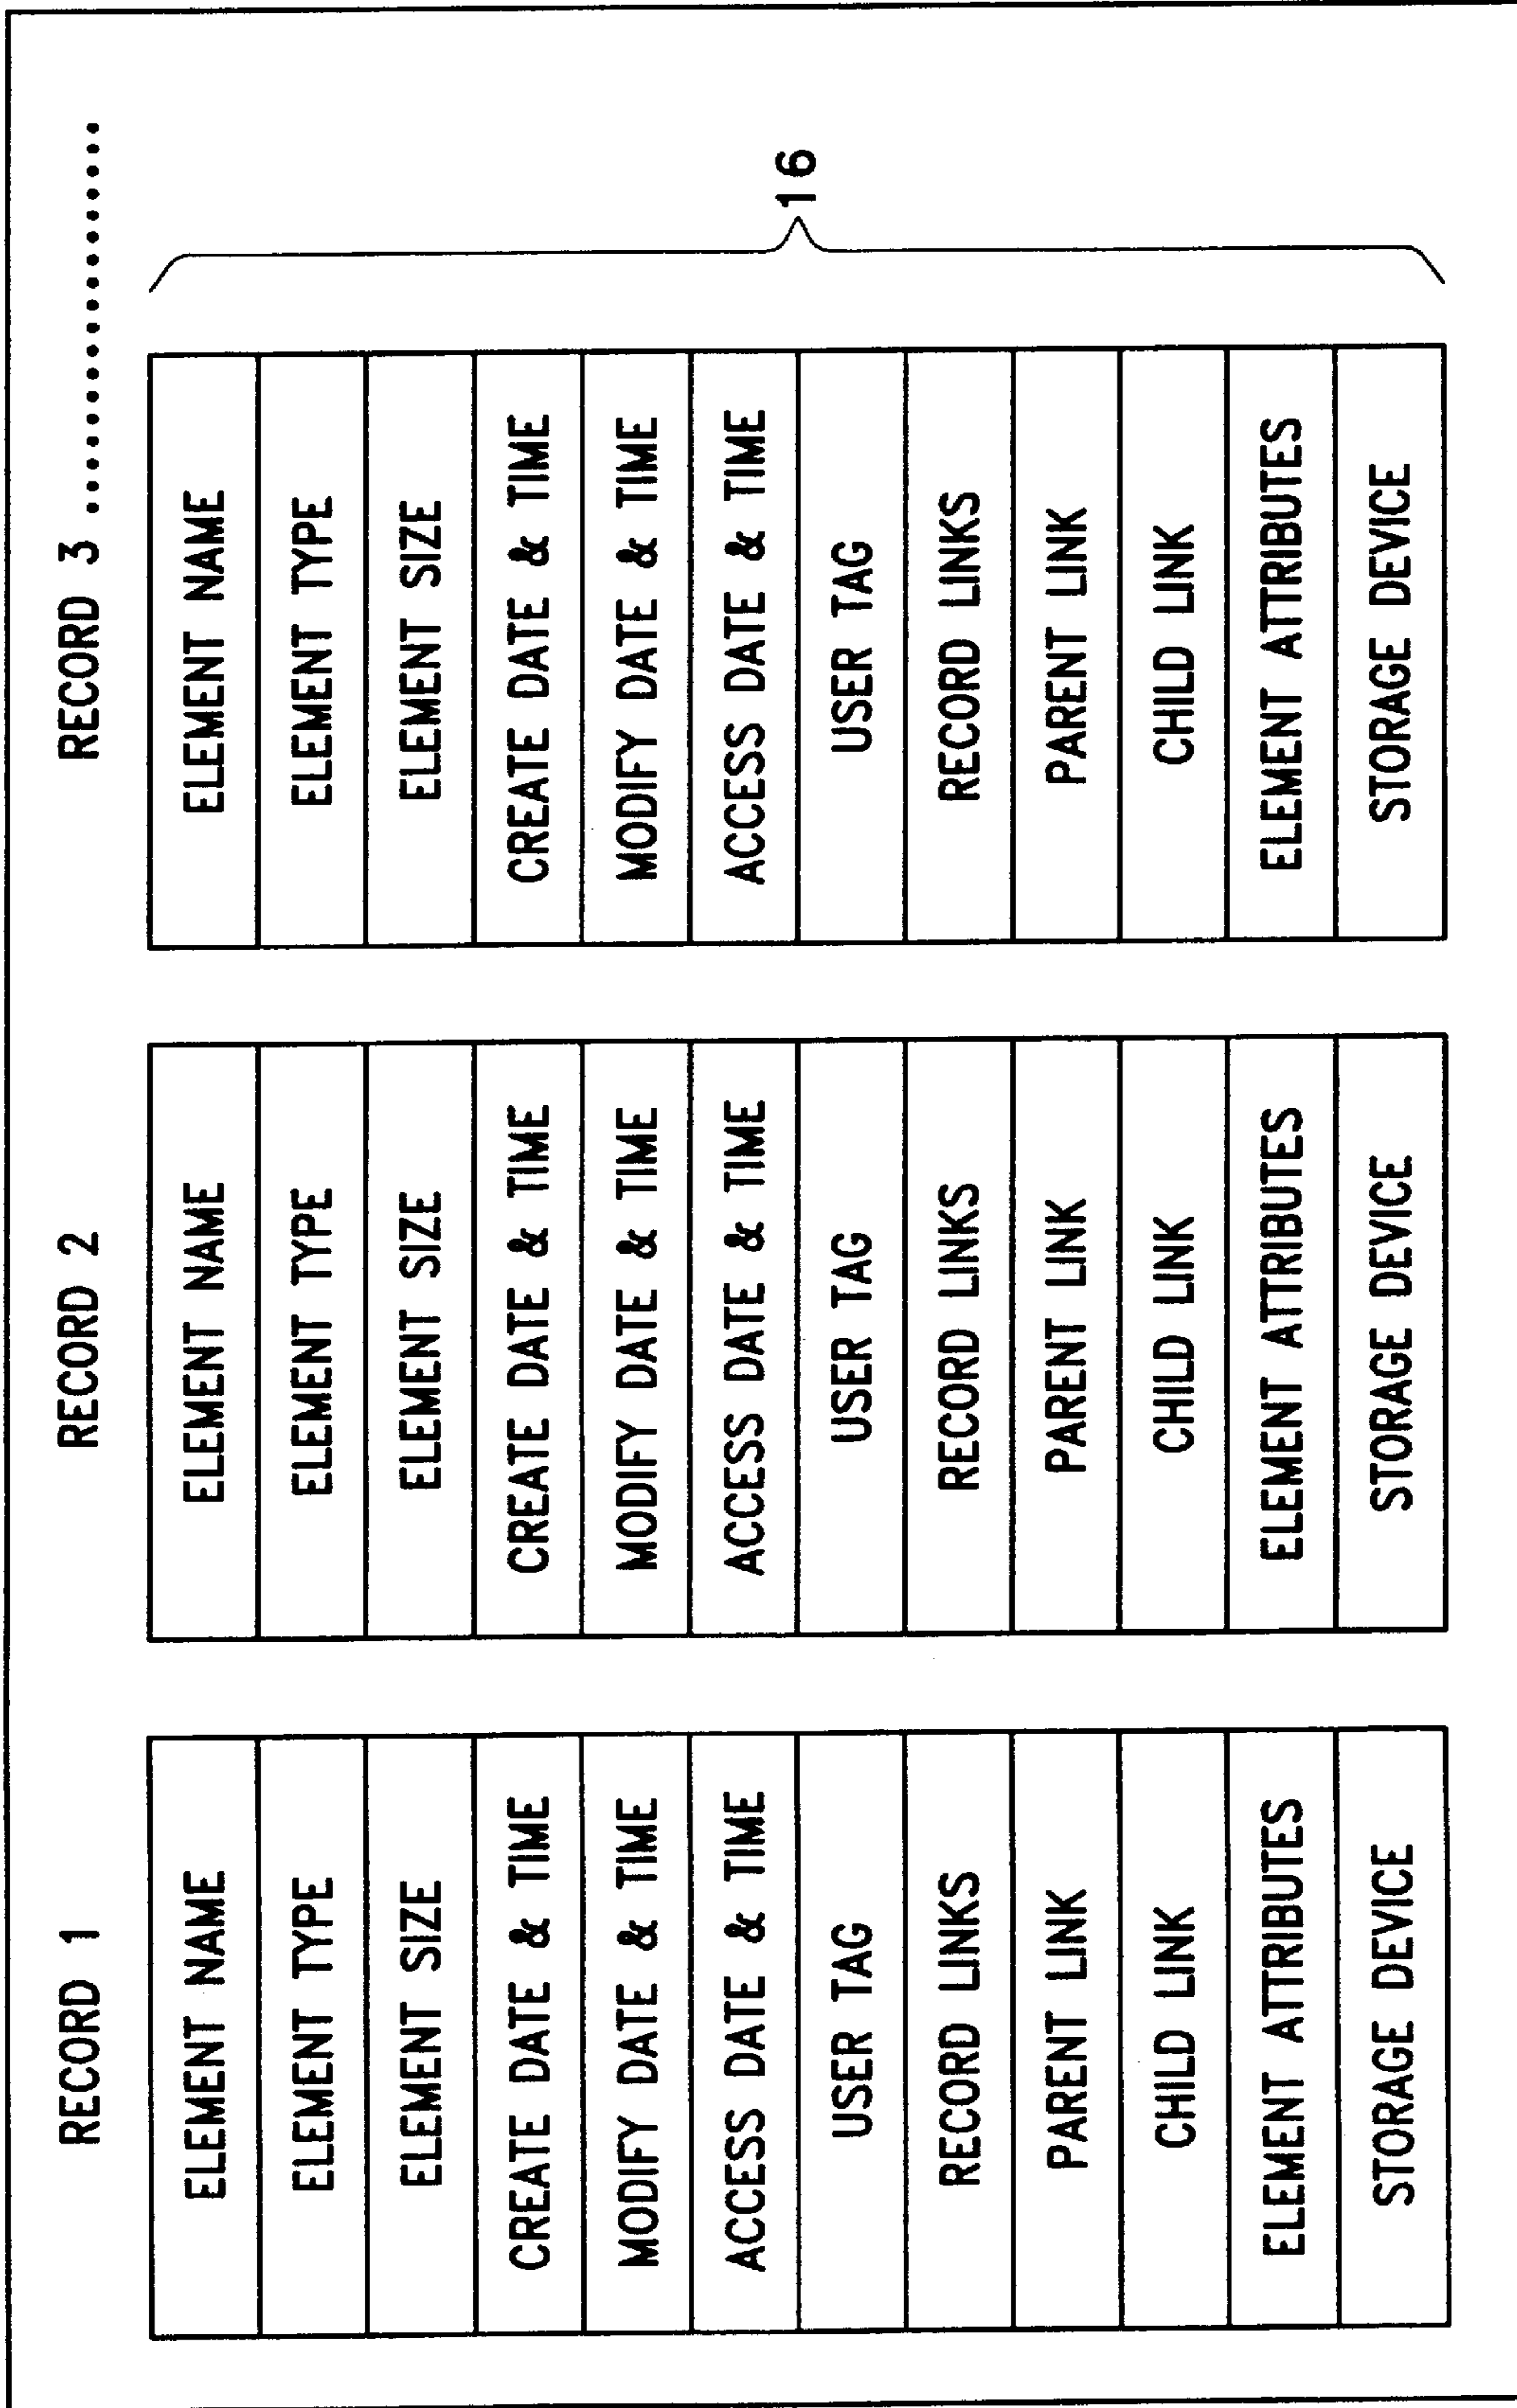 RECORD 1
ELEMENT NAME
ELEMENT TYPE
ELEMENT SIZE
CREATE DATE & TIME
MODIFY DATE & TIME
ACCESS DATE & TIME
USER TAG
RECORD LINKS
PARENT LINK
CHILD LINK
ELEMENT ATTRIBUTES
STORAGE DEVICE
RECORD 2
ELEMENT NAME
ELEMENT TYPE
ELEMENT SIZE
CREATE DATE & TIME
MODIFY DATE & TIME
ACCESS DATE & TIME
USER TAG
RECORD LINKS
PARENT LINK
CHILD LINK
ELEMENT ATTRIBUTES
STORAGE DEVICE
RECORD 3 ..................
ELEMENT NAME
ELEMENT TYPE
ELEMENT SIZE
CREATE DATE & TIME
MODIFY DATE & TIME
ACCESS DATE & TIME
USER TAG
RECORD LINKS
PARENT LINK
CHILD LINK
ELEMENT ATTRIBUTES
STORAGE DEVICE
16